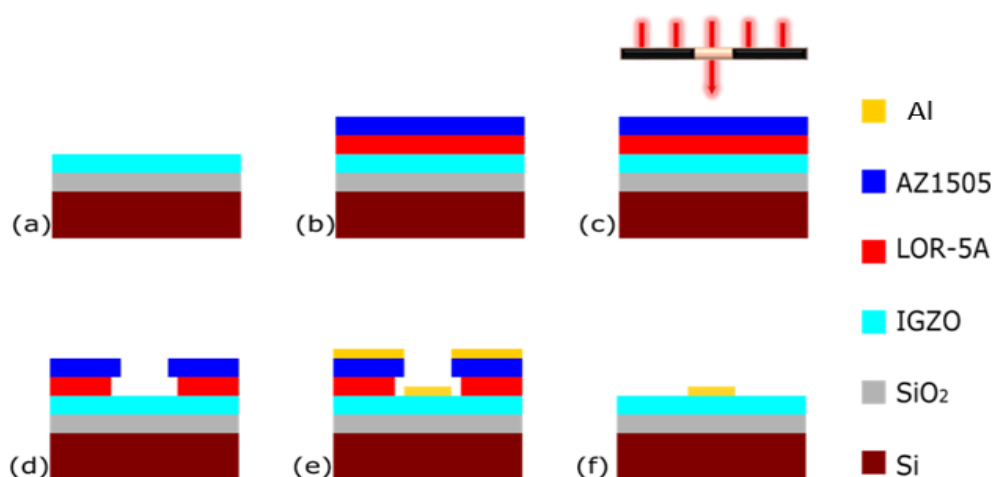 (a)
(b)
(c)
Al
AZ1505
LOR-5A
IGZO
SiO₂
Si
(d)
(e)
(f)